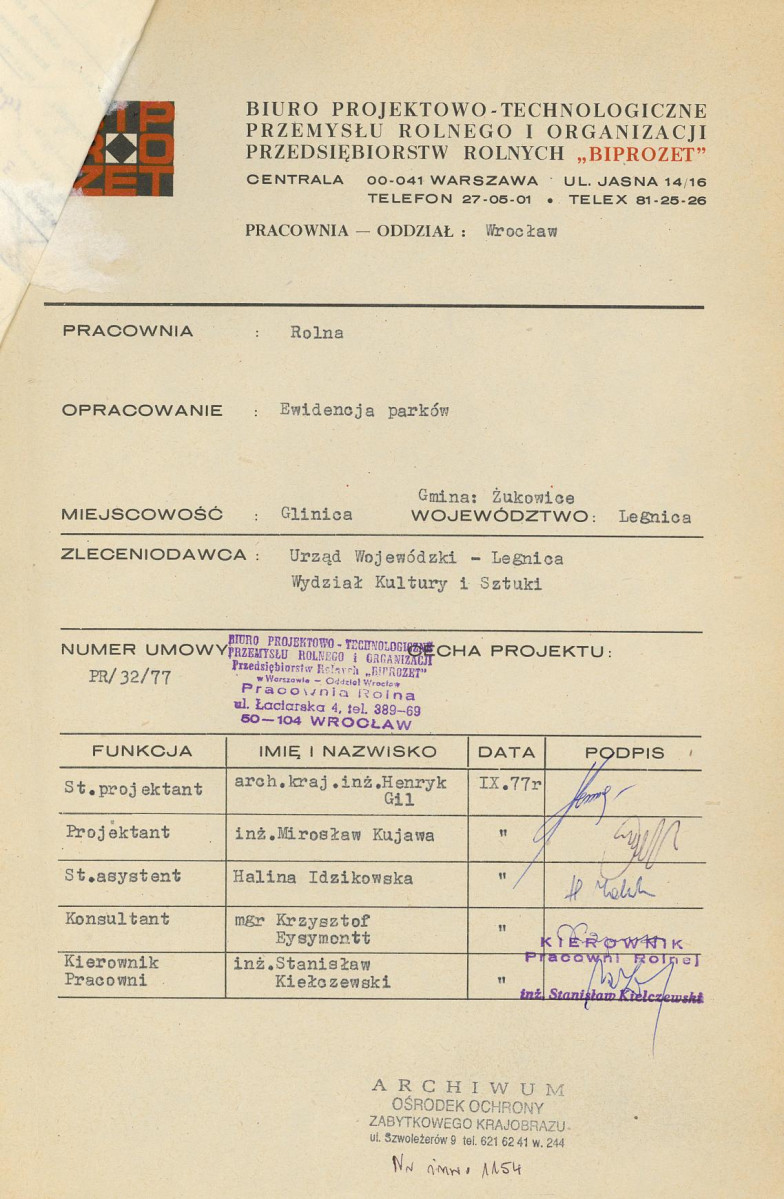 BIURO PROJEKTOWO-TECHNOLOGICZNE
PRZEMYSŁU ROLNEGO I ORGANIZACJI
PRZEDSIĘBIORSTW ROLNYCH „BIPROZET”
CENTRALA 00-041 WARSZAWA UL. JASNA 14/16
TELEFON 27-05-01 • TELEX 81-25-26
PRACOWNIA — ODDZIAŁ : Wrocław
PRACOWNIA : Rolna
OPRACOWANIE : Ewidencja parków
Gmina: Żukowice
MIEJSCOWOŚĆ : Glinica WOJEWÓDZTWO: Legnica
ZLECENIODAWCA : Urząd Wojewódzki - Legnica
Wydział Kultury i Sztuki
NUMER UMOWY CECHA PROJEKTU:
PR/32/77
BIURO PROJEKTOWO-TECHNOLOGICZNE
PRZEMYSŁU ROLNEGO I ORGANIZACJI
Przedsiębiorstw Rolnych „BIPROZET”
w Warszawie — Oddział Wrocław
Pracownia Rolna
ul. Łaciarska 4, tel. 389-69
50-104 WROCŁAW
FUNKCJA IMIĘ I NAZWISKO DATA PODPIS
St.projektant arch.kraj.inż.Henryk Gil IX.77r
Projektant inż.Mirosław Kujawa "
St.asystent Halina Idzikowska "
Konsultant mgr Krzysztof Eysymontt "
Kierownik Pracowni inż.Stanisław Kiełczewski "
KIEROWNIK
Pracowni Rolnej
inż. Stanisław Kiełczewski
ARCHIWUM
OŚRODEK OCHRONY
ZABYTKOWEGO KRAJOBRAZU
ul. Szwoleżerów 9 tel. 621 62 41 w. 244
Nr inw. 1154